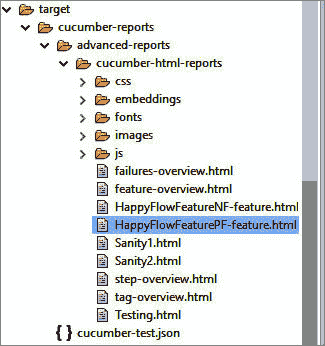 target
cucumber-reports
advanced-reports
cucumber-html-reports
css
embeddings
fonts
images
js
failures-overview.html
feature-overview.html
HappyFlowFeatureNF-feature.html
HappyFlowFeaturePF-feature.html
Sanity1.html
Sanity2.html
step-overview.html
tag-overview.html
Testing.html
{ } cucumber-test.json